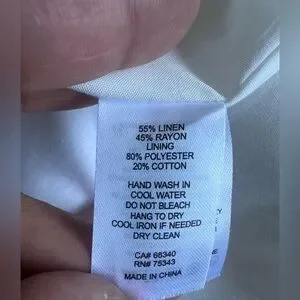 55% LINEN
45% RAYON
LINING
80% POLYESTER
20% COTTON
HAND WASH IN
COOL WATER
DO NOT BLEACH
HANG TO DRY
COOL IRON IF NEEDED
DRY CLEAN
CA# 66340
RN# 75343
MADE IN CHINA